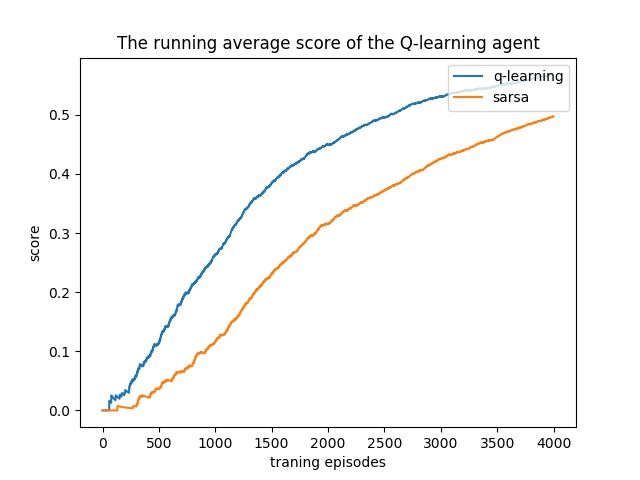 The running average score of the Q-learning agent
q-learning
sarsa
0.5
0.4
0.3
0.2
0.1
0.0
score
0 500 1000 1500 2000 2500 3000 3500 4000
traning episodes